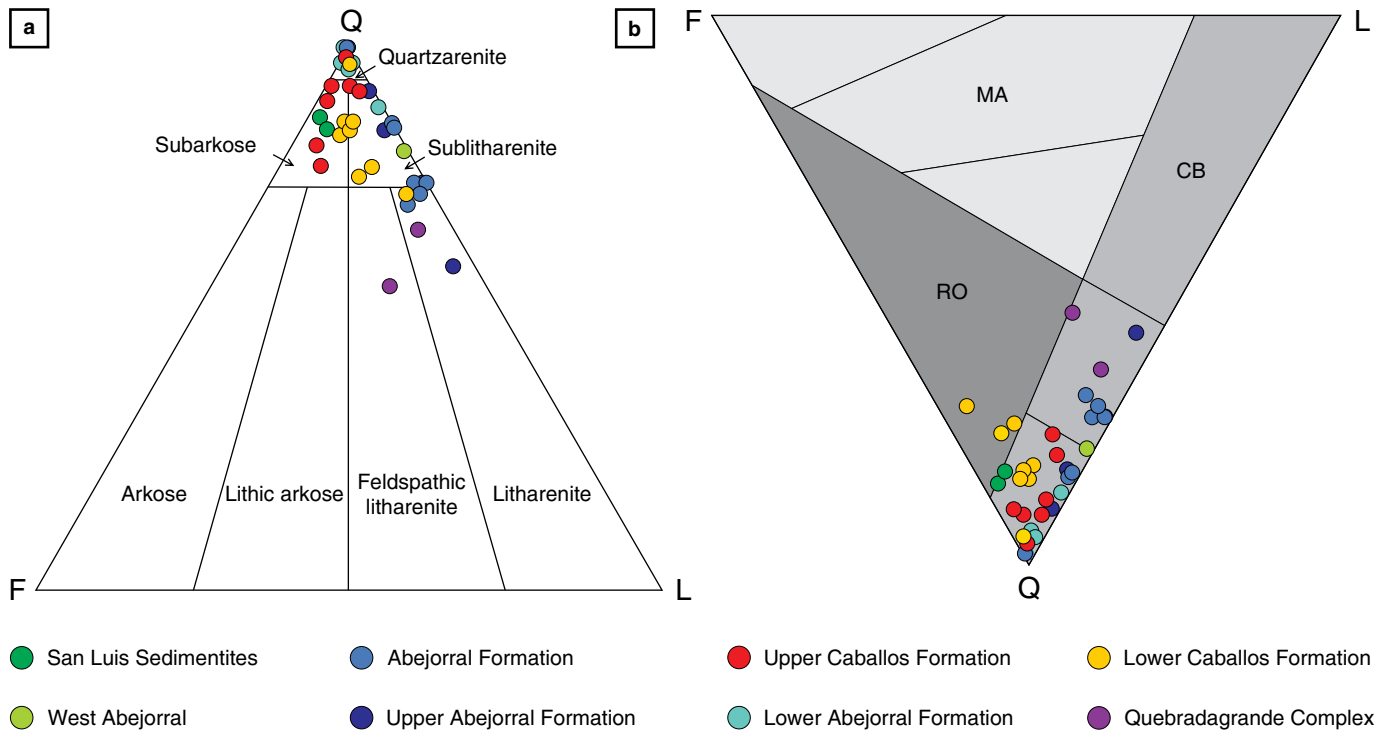 a
Q
Quartzarenite
Subarkose
Sublitharenite
Arkose
Lithic arkose
Feldspathic
litharenite
Litharenite
F
L
b
F
L
MA
CB
RO
Q
San Luis Sedimentites
Abejorral Formation
Upper Caballos Formation
Lower Caballos Formation
West Abejorral
Upper Abejorral Formation
Lower Abejorral Formation
Quebradagrande Complex